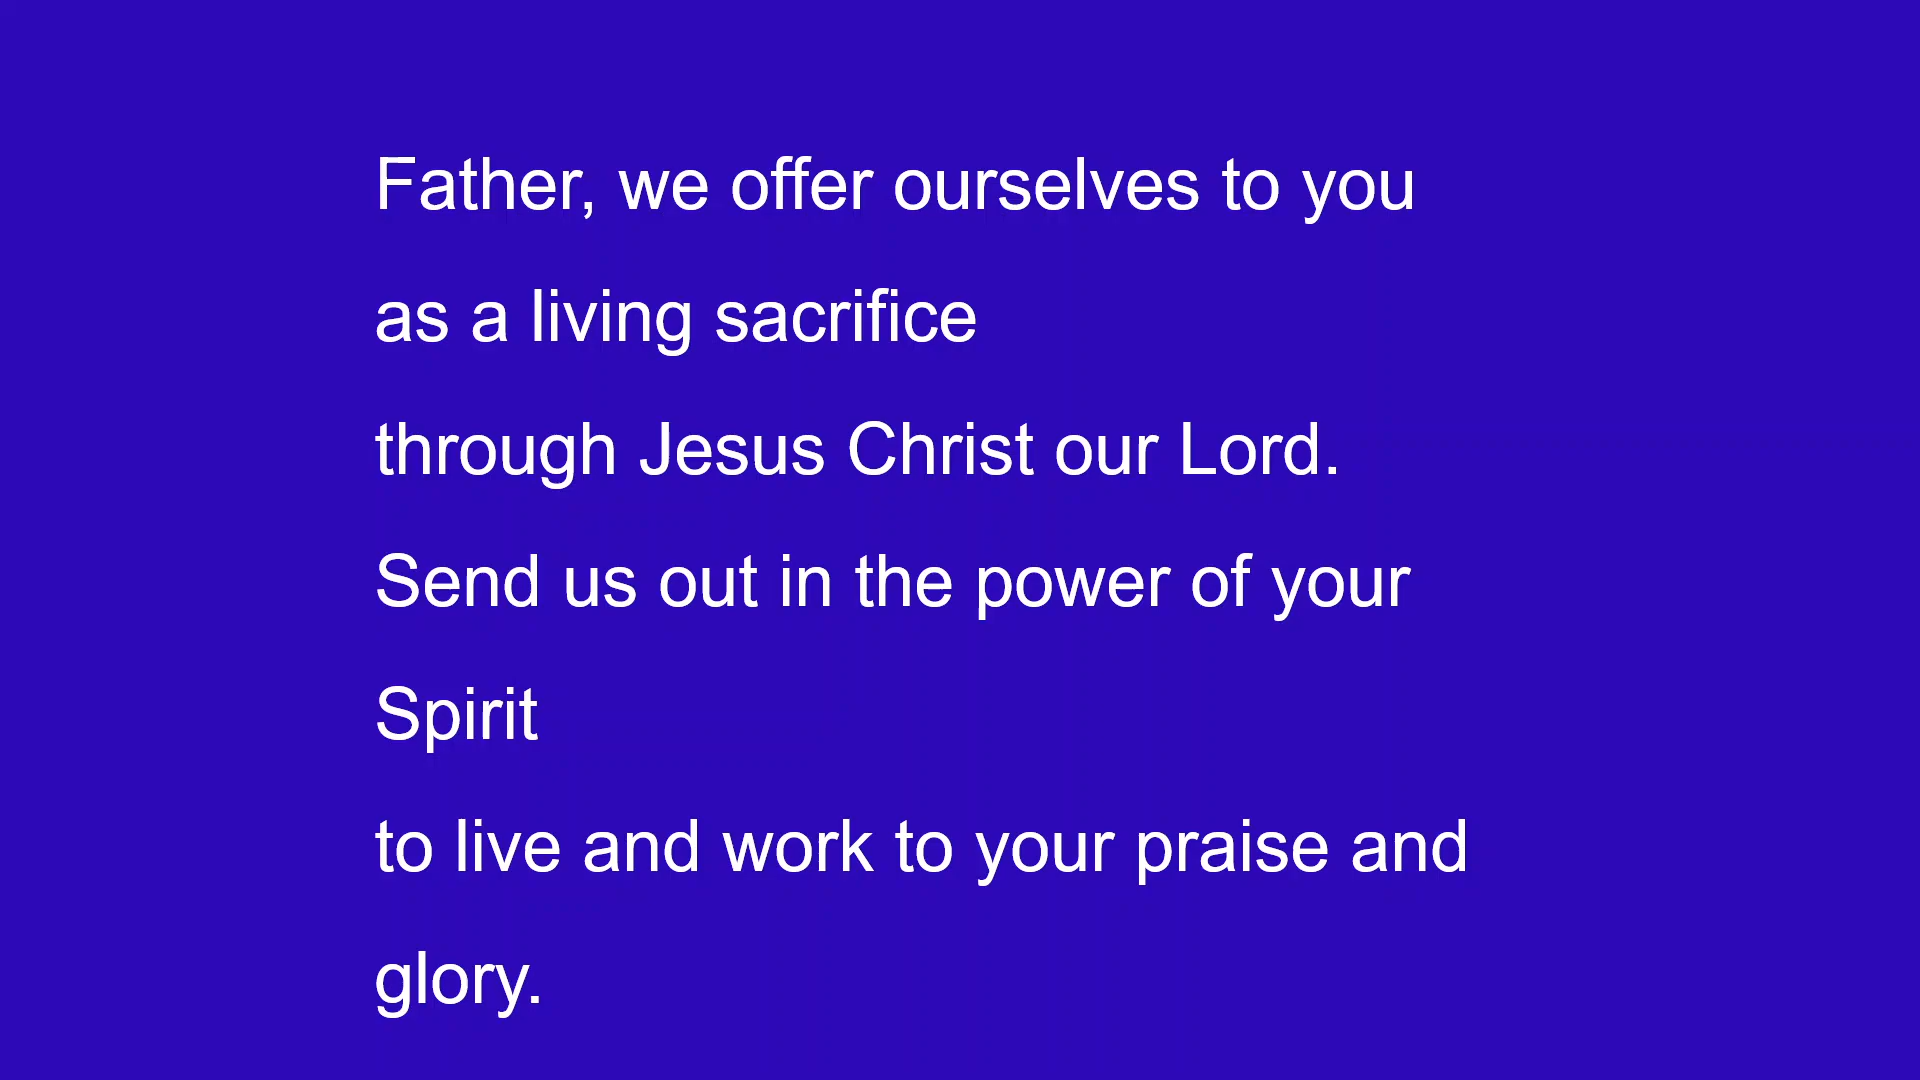 Father, we offer ourselves to you
as a living sacrifice
through Jesus Christ our Lord.
Send us out in the power of your
Spirit
to live and work to your praise and
glory.